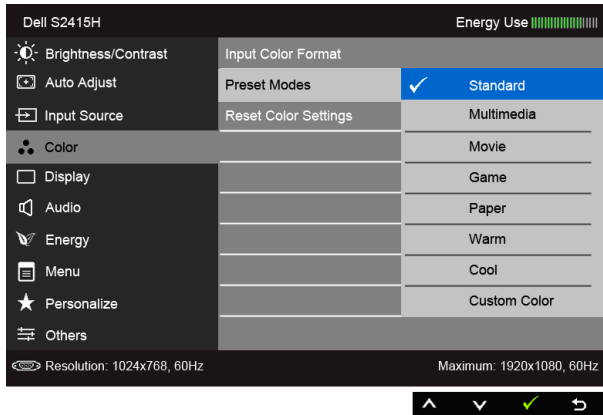 Dell S2415H
Energy Use
Brightness/Contrast
Input Color Format
Auto Adjust
Preset Modes
Standard
Input Source
Reset Color Settings
Multimedia
Color
Movie
Display
Game
Audio
Paper
Energy
Warm
Menu
Cool
Personalize
Custom Color
Others
Resolution: 1024x768, 60Hz
Maximum: 1920x1080, 60Hz